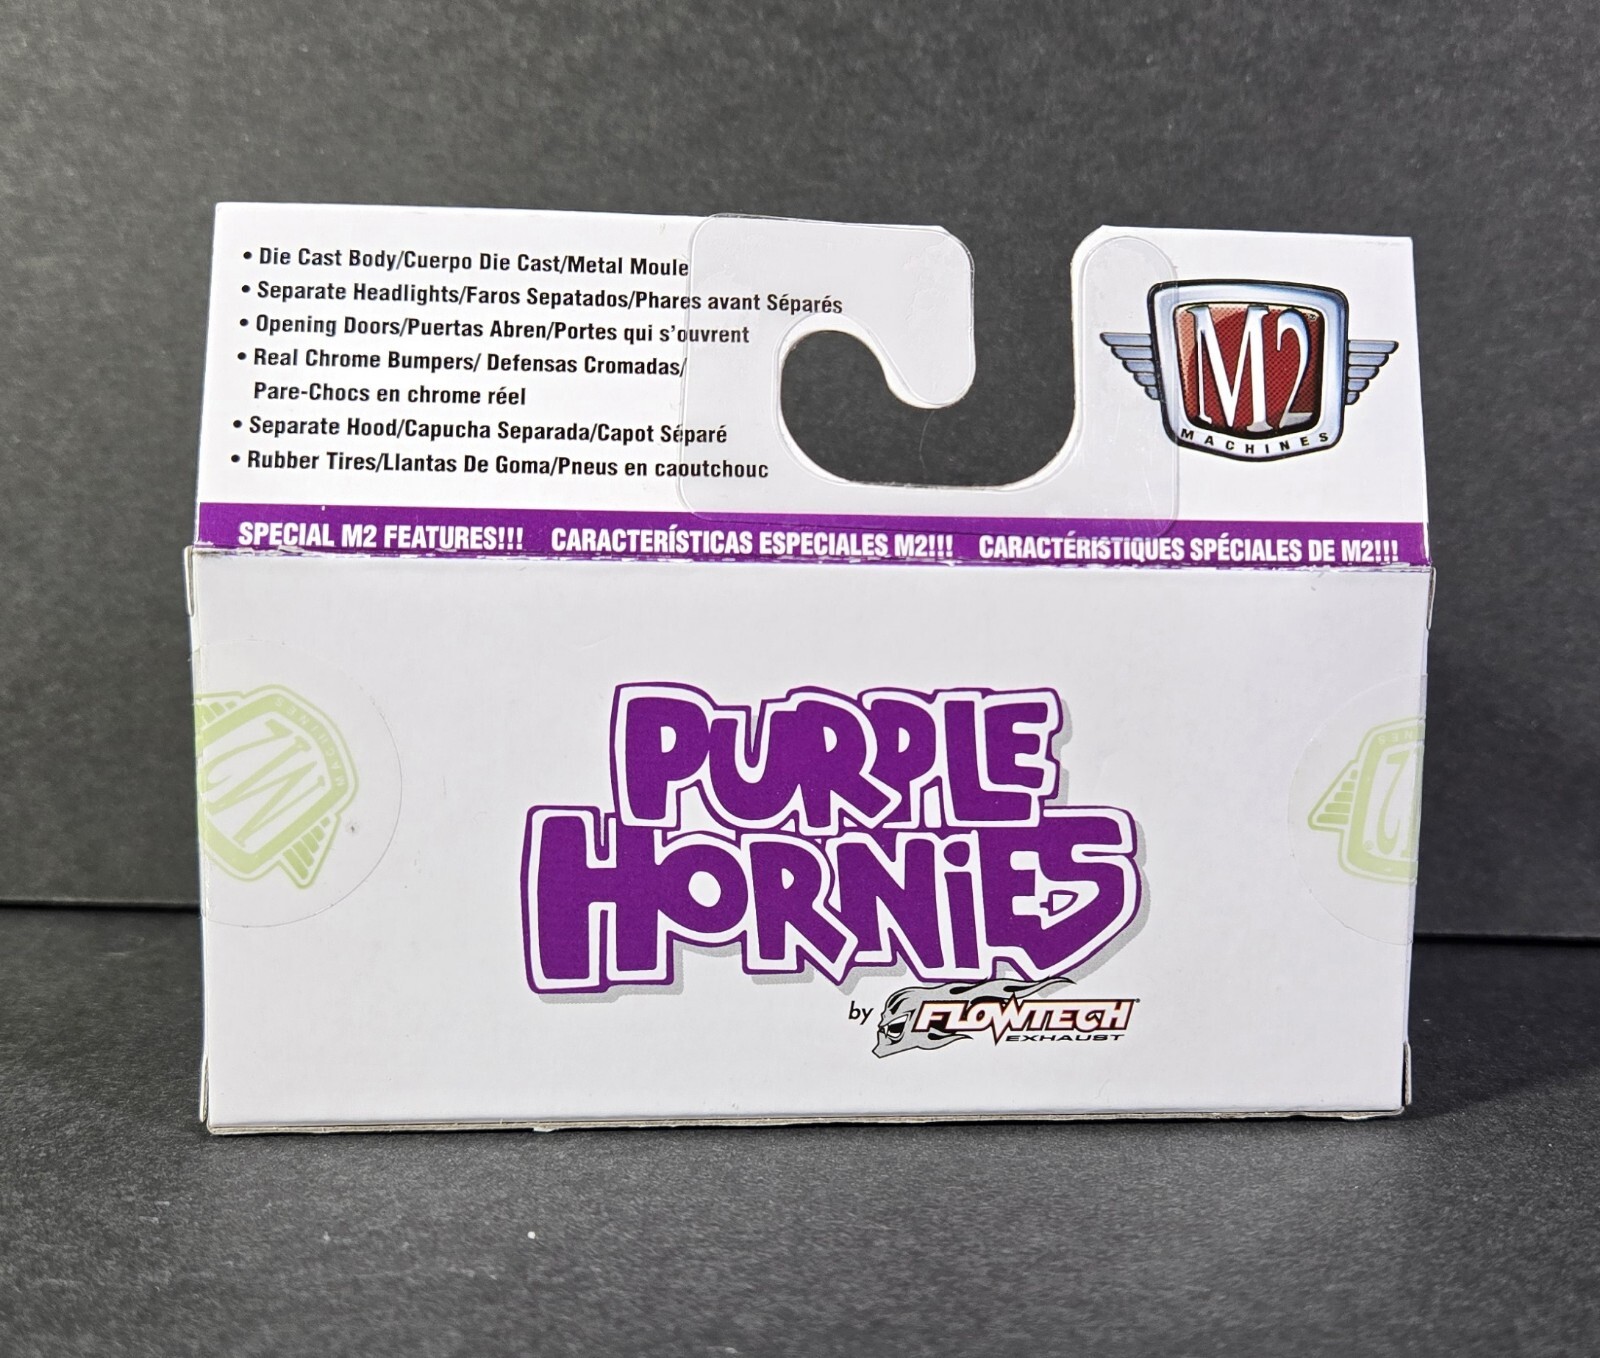 • Die Cast Body/Cuerpo Die Cast/Metal Moule
• Separate Headlights/Faros Sepatados/Phares avant Séparés
• Opening Doors/Puertas Abren/Portes qui s'ouvrent
• Real Chrome Bumpers/ Defensas Cromadas/
Pare-Chocs en chrome réel
• Separate Hood/Capucha Separada/Capot Séparé
• Rubber Tires/Llantas De Goma/Pneus en caoutchouc
M2
MACHINES
SPECIAL M2 FEATURES!!! CARACTERÍSTICAS ESPECIALES M2!!! CARACTÉRISTIQUES SPÉCIALES DE M2!!!
M2
MACHINES
PURPLE
HORNiES
by FLOWTECH®
EXHAUST